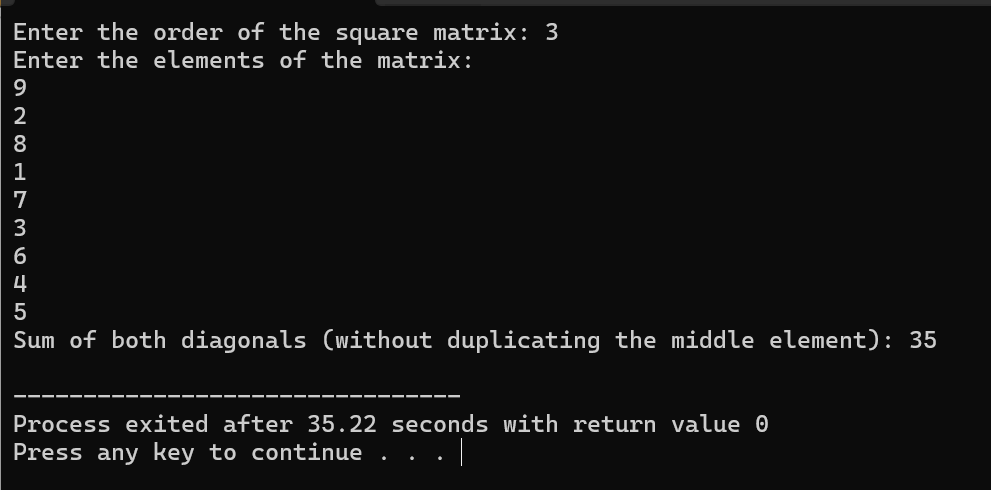 Enter the order of the square matrix: 3
Enter the elements of the matrix:
9
2
8
1
7
3
6
4
5
Sum of both diagonals (without duplicating the middle element): 35
--------------------------------
Process exited after 35.22 seconds with return value 0
Press any key to continue . . .